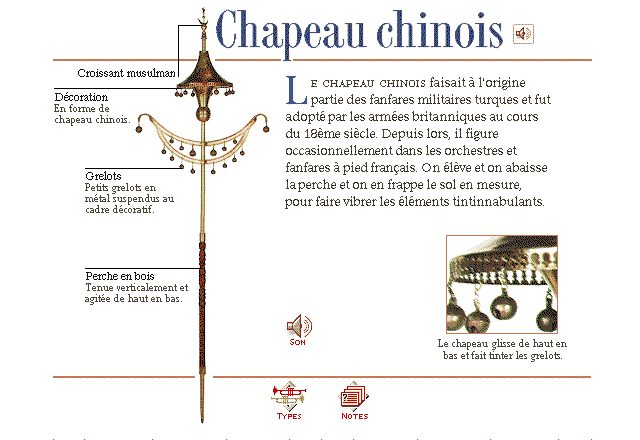 Chapeau chinois
Croissant musulman
Décoration
En forme de
chapeau chinois.
LE CHAPEAU CHINOIS faisait à l'origine
partie des fanfares militaires turques et fut
adopté par les armées britanniques au cours
du 18ème siècle. Depuis lors, il figure
occasionnellement dans les orchestres et
fanfares à pied français. On élève et on abaisse
la perche et on en frappe le sol en mesure,
pour faire vibrer les éléments tintinnabulants.
Grelots
Petits grelots en
métal suspendus au
cadre décoratif.
Perche en bois
Tenue verticalement et
agitée de haut en bas.
SON
Le chapeau glisse de haut en
bas et fait tinter les grelots.
TYPES
NOTES